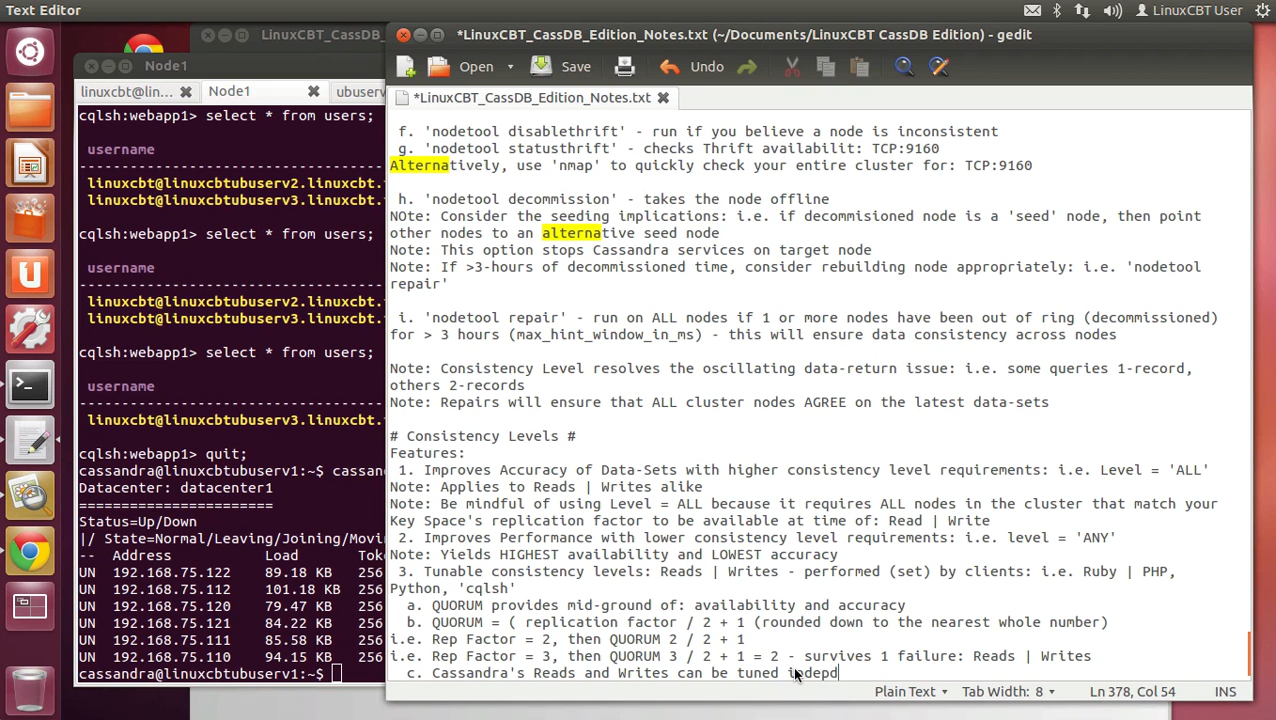 Text Editor
LinuxCBT User
LinuxCBT_CassDB_
*LinuxCBT_CassDB_Edition_Notes.txt (~/Documents/LinuxCBT CassDB Edition) - gedit
Node1
Open
Save
Undo
linuxcbt@lin...
Node1
ubuser
*LinuxCBT_CassDB_Edition_Notes.txt
cqlsh:webapp1> select * from users;
username
linuxcbt@linuxcbtubuserv2.linuxcbt.
linuxcbt@linuxcbtubuserv3.linuxcbt.
cqlsh:webapp1> select * from users;
username
linuxcbt@linuxcbtubuserv2.linuxcbt.
linuxcbt@linuxcbtubuserv3.linuxcbt.
cqlsh:webapp1> select * from users;
username
linuxcbt@linuxcbtubuserv3.linuxcbt.
cqlsh:webapp1> quit;
cassandra@linuxcbtubuserv1:~$ cassan
Datacenter: datacenter1
=======================
Status=Up/Down
|/ State=Normal/Leaving/Joining/Movi
-- Address Load Tok
UN 192.168.75.122 89.18 KB 256
UN 192.168.75.112 101.18 KB 256
UN 192.168.75.120 79.47 KB 256
UN 192.168.75.121 84.22 KB 256
UN 192.168.75.111 85.58 KB 256
UN 192.168.75.110 94.15 KB 256
cassandra@linuxcbtubuserv1:~$
f. 'nodetool disablethrift' - run if you believe a node is inconsistent
g. 'nodetool statusthrift' - checks Thrift availabilit: TCP:9160
Alternatively, use 'nmap' to quickly check your entire cluster for: TCP:9160
h. 'nodetool decommission' - takes the node offline
NOte: Consider the seeding implications: i.e. if decommisioned node is a 'seed' node, then point
other nodes to an alternative seed node
Note: This option stops Cassandra services on target node
Note: If >3-hours of decommissioned time, consider rebuilding node appropriately: i.e. 'nodetool
repair'
i. 'nodetool repair' - run on ALL nodes if 1 or more nodes have been out of ring (decommissioned)
for > 3 hours (max_hint_window_in_ms) - this will ensure data consistency across nodes
Note: Consistency Level resolves the oscillating data-return issue: i.e. some queries 1-record,
others 2-records
Note: Repairs will ensure that ALL cluster nodes AGREE on the latest data-sets
# Consistency Levels #
Features:
1. Improves Accuracy of Data-Sets with higher consistency level requirements: i.e. Level = 'ALL'
Note: Applies to Reads | Writes alike
Note: Be mindful of using Level = ALL because it requires ALL nodes in the cluster that match your
Key Space's replication factor to be available at time of: Read | Write
2. Improves Performance with lower consistency level requirements: i.e. level = 'ANY'
Note: Yields HIGHEST availability and LOWEST accuracy
3. Tunable consistency levels: Reads | Writes - performed (set) by clients: i.e. Ruby | PHP,
Python, 'cqlsh'
a. QUORUM provides mid-ground of: availability and accuracy
b. QUORUM = ( replication factor / 2 + 1 (rounded down to the nearest whole number)
i.e. Rep Factor = 2, then QUORUM 2 / 2 + 1
i.e. Rep Factor = 3, then QUORUM 3 / 2 + 1 = 2 - survives 1 failure: Reads | Writes
c. Cassandra's Reads and Writes can be tuned indepd
Plain Text
Tab Width: 8
Ln 378, Col 54
INS